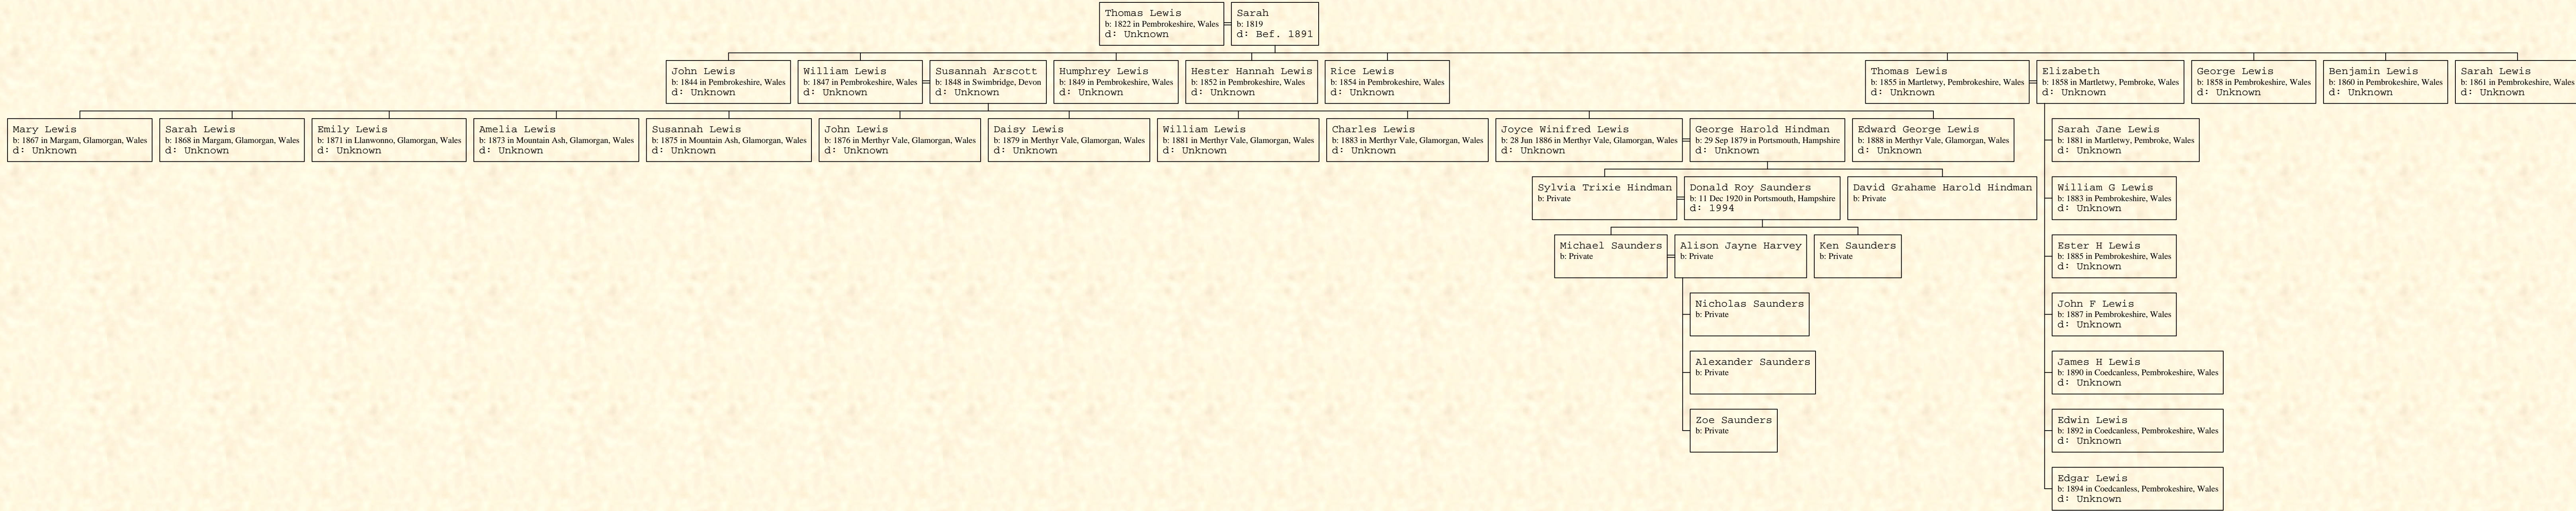 Thomas Lewis
b: 1822 in Pembrokeshire, Wales
d: Unknown
Sarah
b: 1819
d: Bef. 1891
John Lewis
b: 1844 in Pembrokeshire, Wales
d: Unknown
William Lewis
b: 1847 in Pembrokeshire, Wales
d: Unknown
Susannah Arscott
b: 1848 in Swimbridge, Devon
d: Unknown
Humphrey Lewis
b: 1849 in Pembrokeshire, Wales
d: Unknown
Hester Hannah Lewis
b: 1852 in Pembrokeshire, Wales
d: Unknown
Rice Lewis
b: 1854 in Pembrokeshire, Wales
d: Unknown
Thomas Lewis
b: 1855 in Martletwy, Pembrokeshire, Wales
d: Unknown
Elizabeth
b: 1858 in Martletwy, Pembroke, Wales
d: Unknown
George Lewis
b: 1858 in Pembrokeshire, Wales
d: Unknown
Benjamin Lewis
b: 1860 in Pembrokeshire, Wales
d: Unknown
Sarah Lewis
b: 1861 in Pembrokeshire, Wales
d: Unknown
Mary Lewis
b: 1867 in Margam, Glamorgan, Wales
d: Unknown
Sarah Lewis
b: 1868 in Margam, Glamorgan, Wales
d: Unknown
Emily Lewis
b: 1871 in Llanwonno, Glamorgan, Wales
d: Unknown
Amelia Lewis
b: 1873 in Mountain Ash, Glamorgan, Wales
d: Unknown
Susannah Lewis
b: 1875 in Mountain Ash, Glamorgan, Wales
d: Unknown
John Lewis
b: 1876 in Merthyr Vale, Glamorgan, Wales
d: Unknown
Daisy Lewis
b: 1879 in Merthyr Vale, Glamorgan, Wales
d: Unknown
William Lewis
b: 1881 in Merthyr Vale, Glamorgan, Wales
d: Unknown
Charles Lewis
b: 1883 in Merthyr Vale, Glamorgan, Wales
d: Unknown
Joyce Winifred Lewis
b: 28 Jun 1886 in Merthyr Vale, Glamorgan, Wales
d: Unknown
George Harold Hindman
b: 29 Sep 1879 in Portsmouth, Hampshire
d: Unknown
Edward George Lewis
b: 1888 in Merthyr Vale, Glamorgan, Wales
d: Unknown
Sarah Jane Lewis
b: 1881 in Martletwy, Pembroke, Wales
d: Unknown
Sylvia Trixie Hindman
b: Private
Donald Roy Saunders
b: 11 Dec 1920 in Portsmouth, Hampshire
d: 1994
David Grahame Harold Hindman
b: Private
William G Lewis
b: 1883 in Pembrokeshire, Wales
d: Unknown
Michael Saunders
b: Private
Alison Jayne Harvey
b: Private
Ken Saunders
b: Private
Ester H Lewis
b: 1885 in Pembrokeshire, Wales
d: Unknown
Nicholas Saunders
b: Private
John F Lewis
b: 1887 in Pembrokeshire, Wales
d: Unknown
Alexander Saunders
b: Private
James H Lewis
b: 1890 in Coedcanless, Pembrokeshire, Wales
d: Unknown
Zoe Saunders
b: Private
Edwin Lewis
b: 1892 in Coedcanless, Pembrokeshire, Wales
d: Unknown
Edgar Lewis
b: 1894 in Coedcanless, Pembrokeshire, Wales
d: Unknown